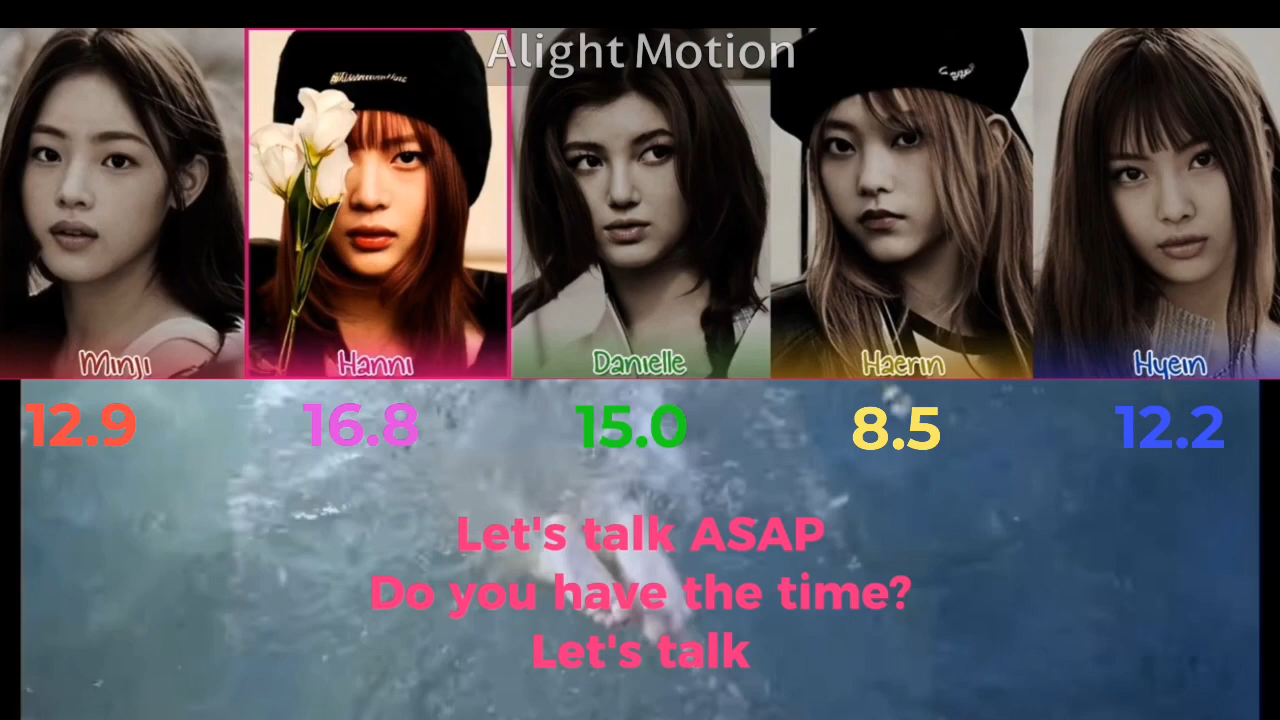 Alight Motion
Minji
Hanni
Danielle
Haerin
Hyein
12.9
16.8
15.0
8.5
12.2
Let's talk ASAP
Do you have the time?
Let's talk